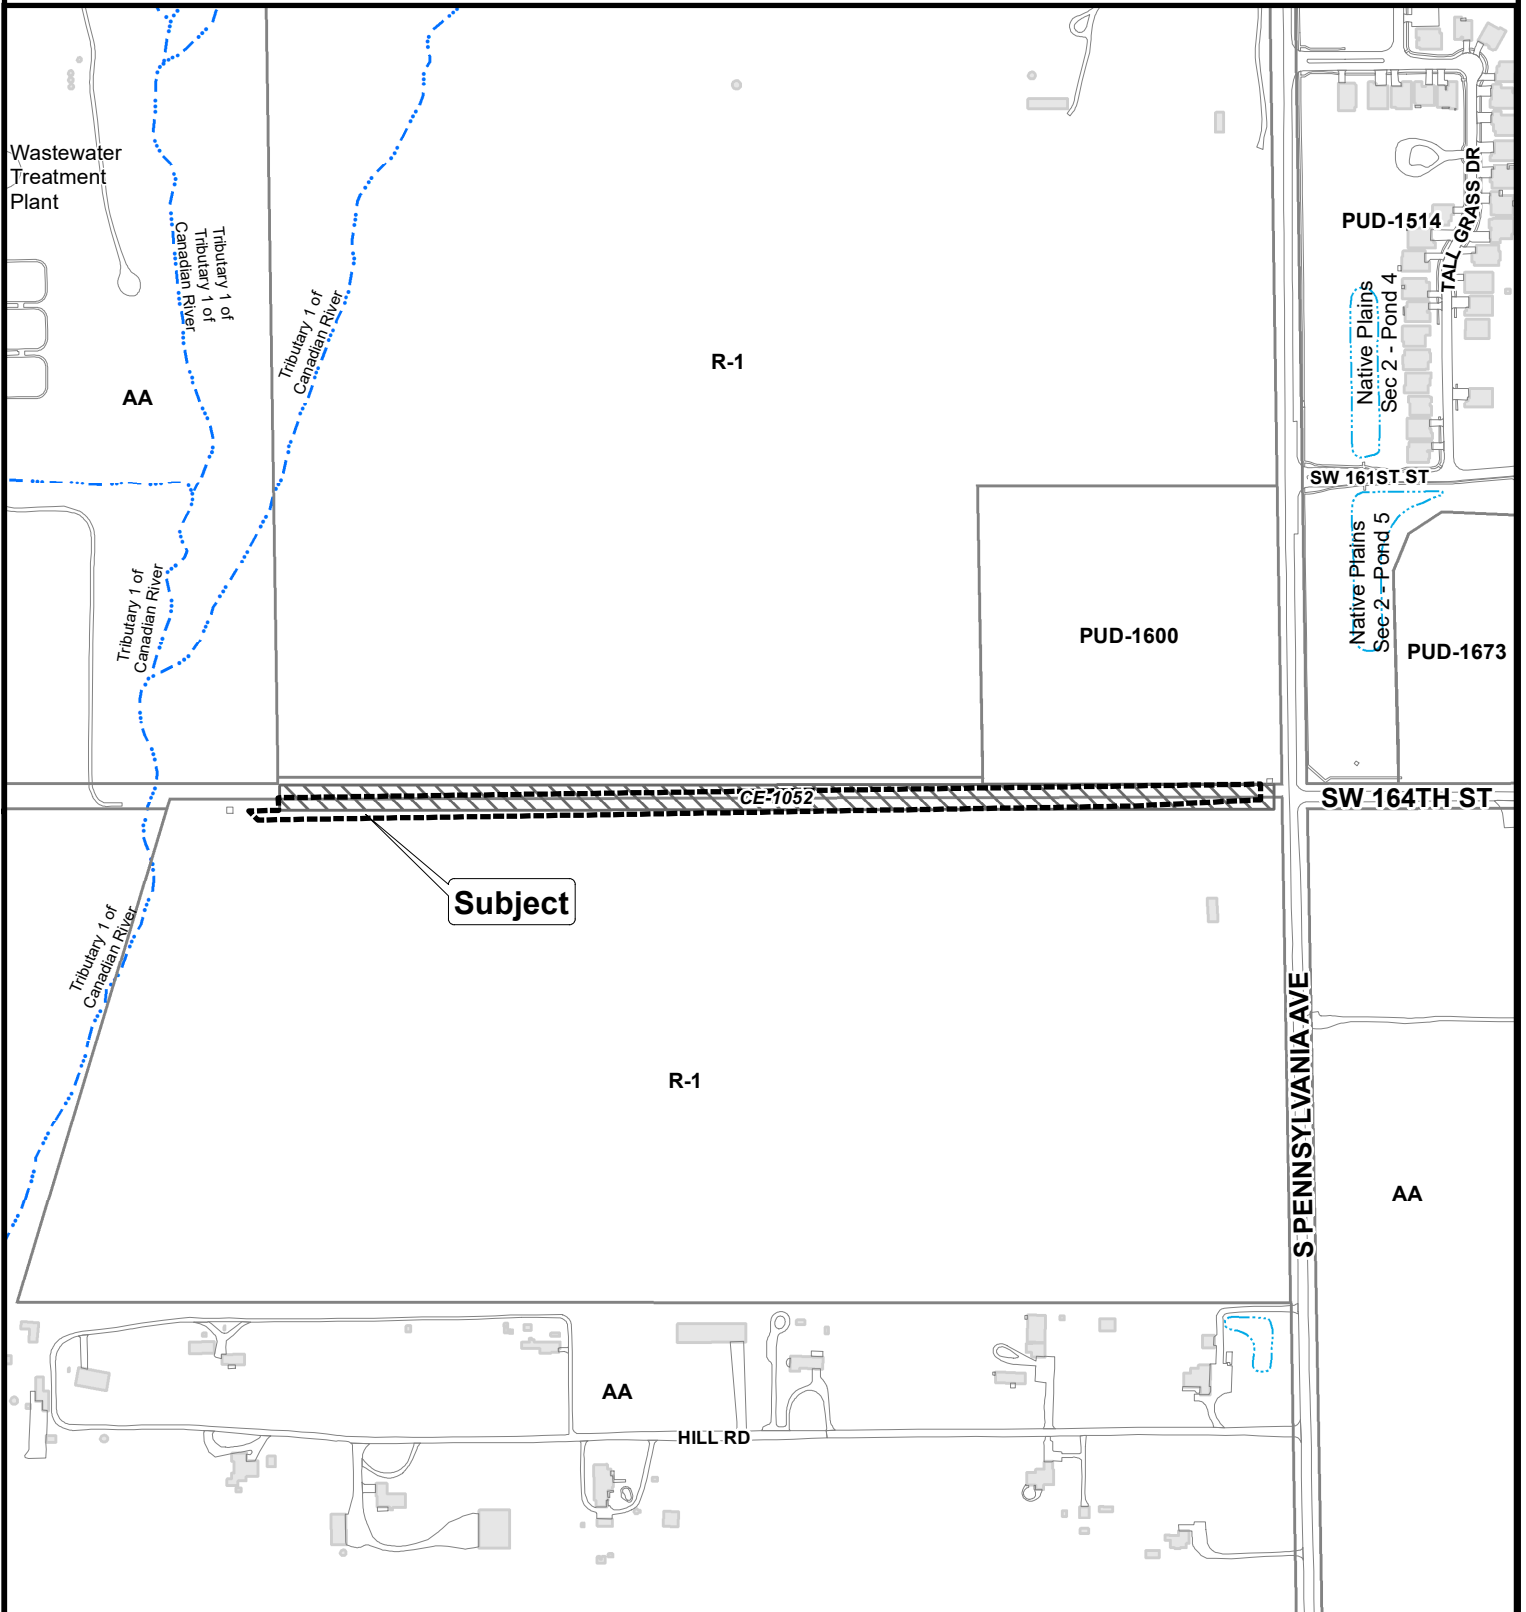 Wastewater
Treatment
Plant
Tributary 1 of
Tributary 1 of
Canadian River
Tributary 1 of
Canadian River
AA
R-1
PUD-1514
TALL GRASS DR
Native Plains
Sec 2 - Pond 4
SW 161ST ST
Native Plains
Sec 2 - Pond 5
Tributary 1 of
Canadian River
PUD-1600
PUD-1673
CE-1052
SW 164TH ST
Subject
Tributary 1 of
Canadian River
R-1
S PENNSYLVANIA AVE
AA
AA
HILL RD